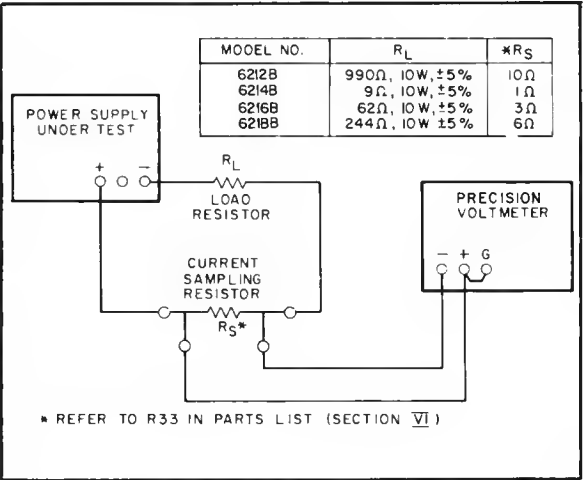 MODEL NO. RL *RS
6212B 990Ω, 10W, ±5% 10Ω
6214B 9Ω, 10W, ±5% 1Ω
6216B 62Ω, 10W, ±5% 3Ω
6218B 244Ω, 10W ±5% 6Ω
POWER SUPPLY
UNDER TEST
+ −
RL
LOAD
RESISTOR
PRECISION
VOLTMETER
− + G
CURRENT
SAMPLING
RESISTOR
RS*
* REFER TO R33 IN PARTS LIST (SECTION VI)